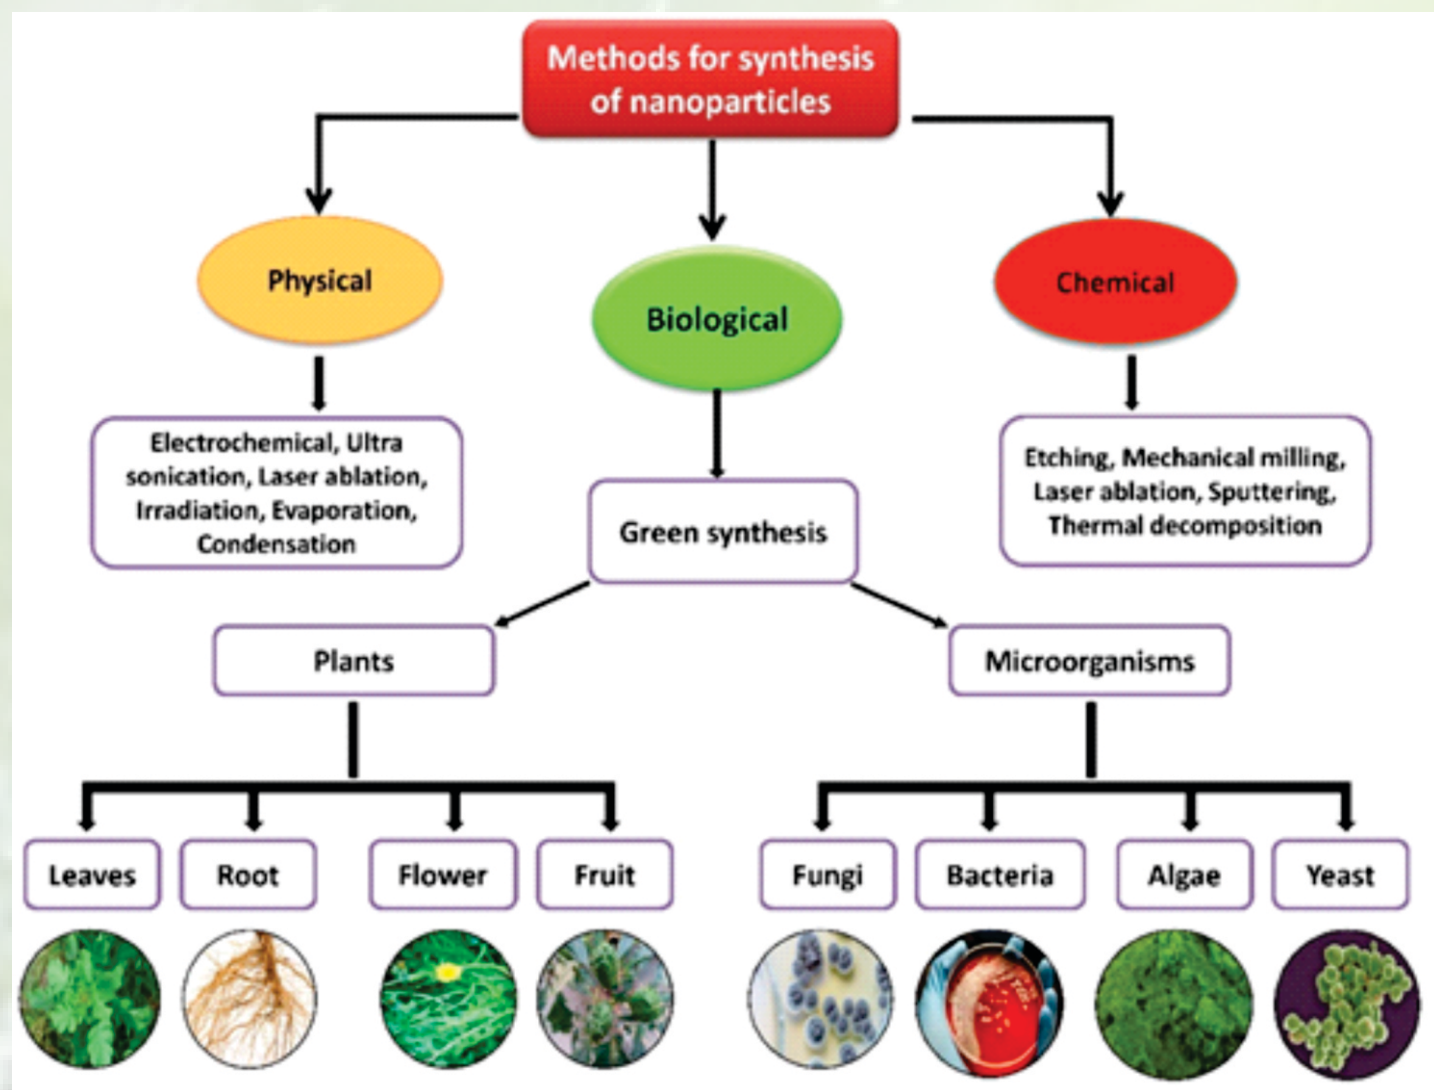 Methods for synthesis
of nanoparticles
Physical
Biological
Chemical
Electrochemical, Ultra
sonication, Laser ablation,
Irradiation, Evaporation,
Condensation
Etching, Mechanical milling,
Laser ablation, Sputtering,
Thermal decomposition
Green synthesis
Plants
Microorganisms
Leaves
Root
Flower
Fruit
Fungi
Bacteria
Algae
Yeast